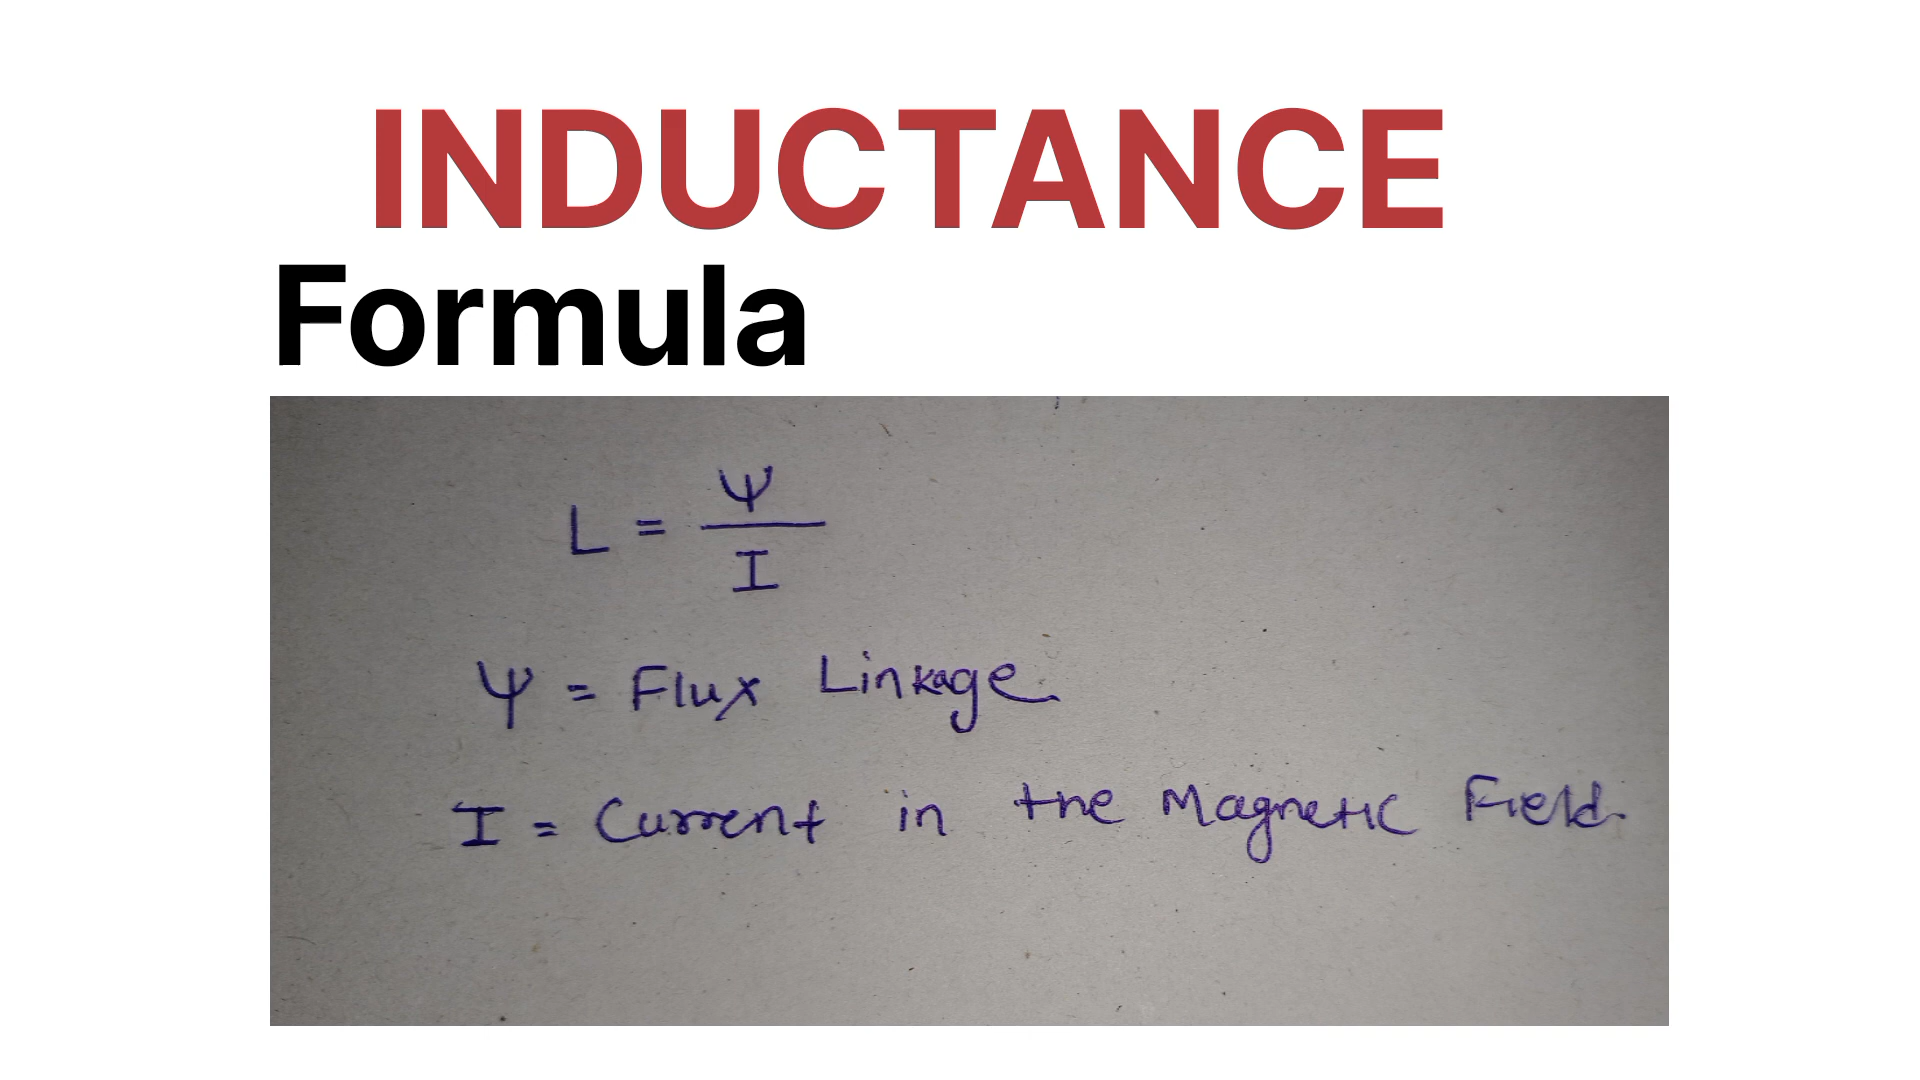 INDUCTANCE
Formula
L = Ψ / I
Ψ = Flux Linkage
I = Current in the Magnetic Field.